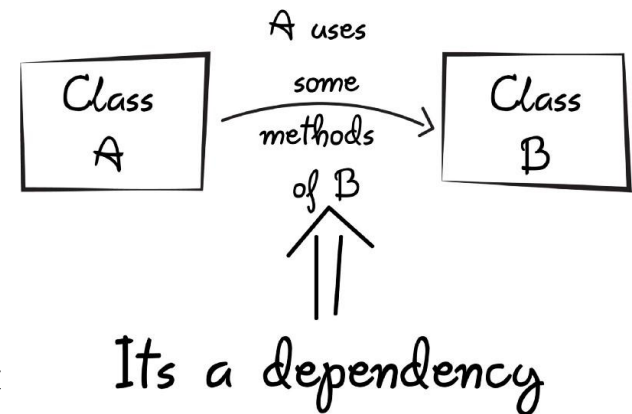 A uses
some
methods
of B
Class
A
Class
B
Its a dependency